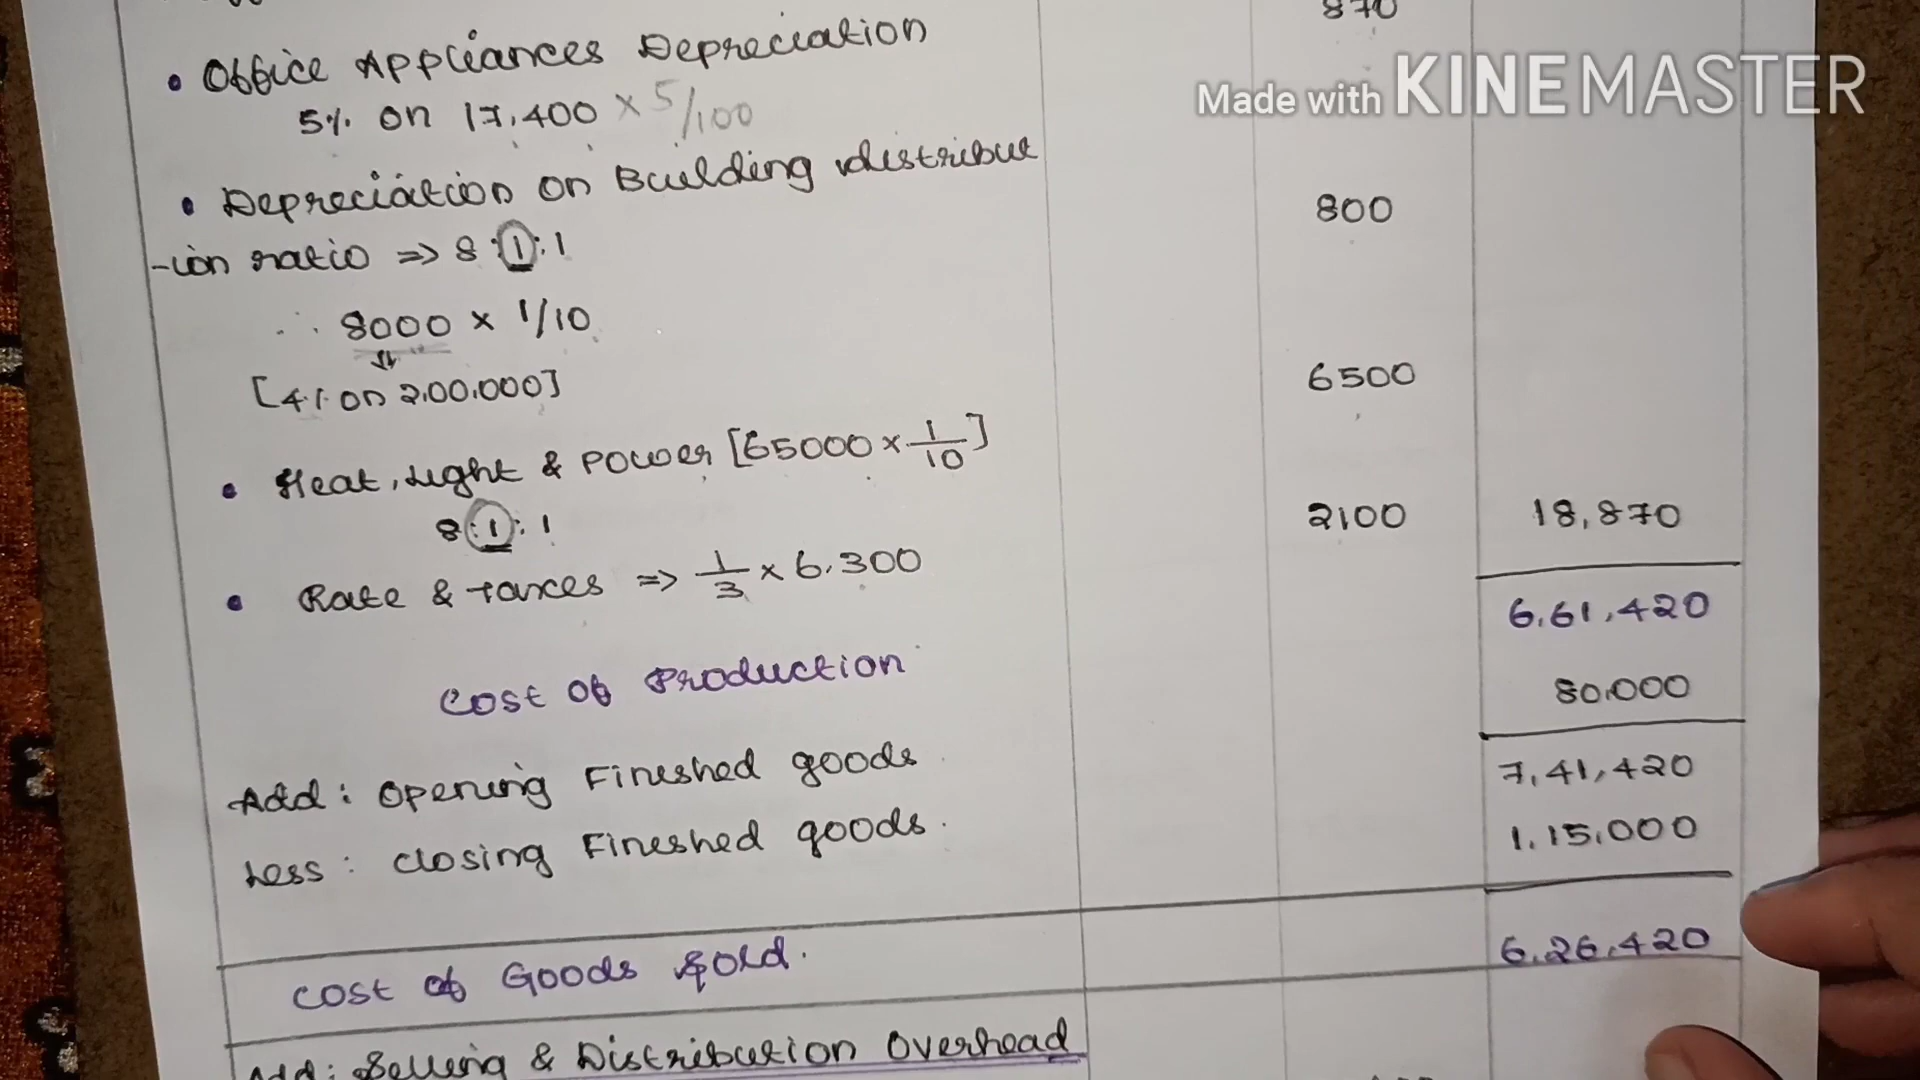 870
Made with KINEMASTER
• Office Appliances Depreciation
5% on 17,400 × 5/100
• Depreciation on Building distribut
-ion ratio => 8:1:1
800
∴ 8000 × 1/10
[4% on 2,00,000]
6500
• Heat, Light & Power [65000 × 1/10]
8:1:1
2100 18,870
• Rate & taxes => 1/3 × 6,300
6,61,420
Cost of Production
80,000
Add: Opening Finished goods
7,41,420
Less: Closing Finished goods.
1,15,000
Cost of Goods Sold.
6,26,420
Add: Selling & Distribution Overhead